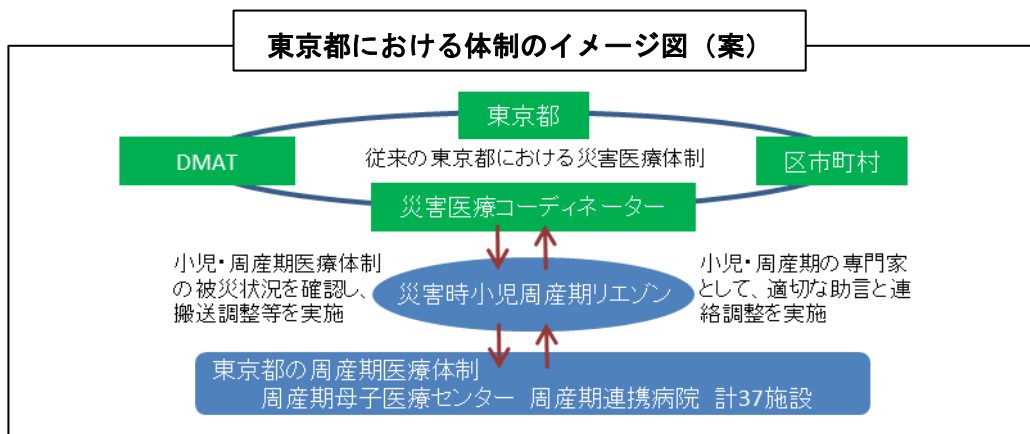 東京都における体制のイメージ図（案）
東京都
DMAT
従来の東京都における災害医療体制
区市町村
災害医療コーディネーター
小児・周産期医療体制
の被災状況を確認し、
搬送調整等を実施
災害時小児周産期リエゾン
小児・周産期の専門家
として、適切な助言と連
絡調整を実施
東京都の周産期医療体制
周産期母子医療センター 周産期連携病院 計37施設